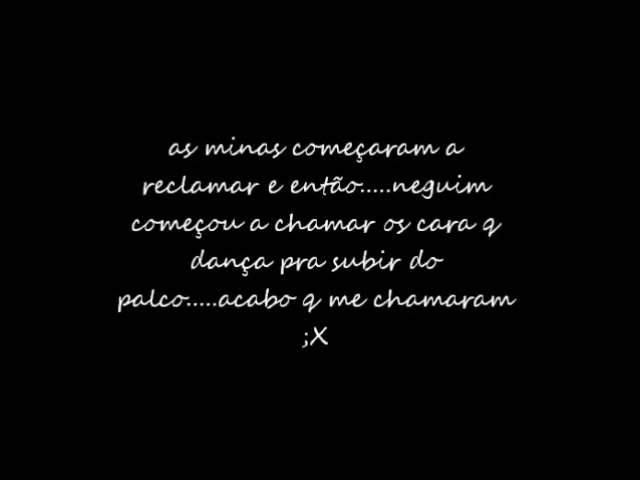 as minas começaram a
reclamar e então.....neguim
começou a chamar os cara q
dança pra subir do
palco.....acabo q me chamaram
;X